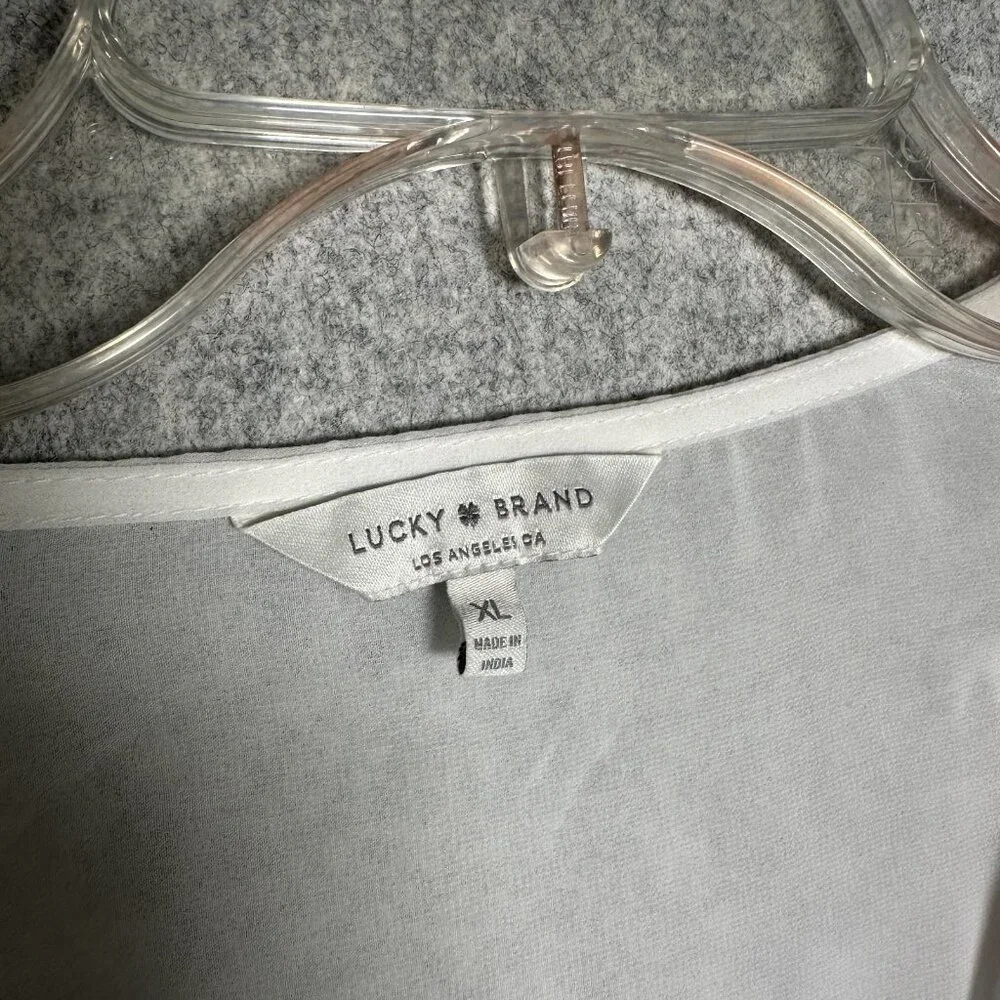 LUCKY BRAND
LOS ANGELES CA
XL
MADE IN
INDIA